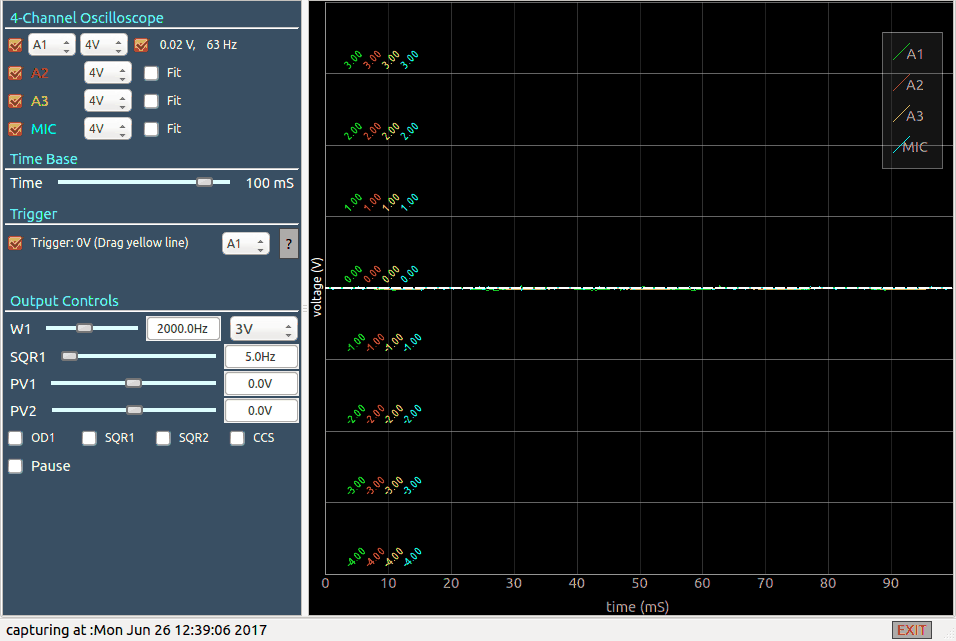 4-Channel Oscilloscope
A1 4V 0.02 V, 63 Hz
A2 4V Fit
A3 4V Fit
MIC 4V Fit
Time Base
Time 100 mS
Trigger
Trigger: 0V (Drag yellow line) A1 ?
Output Controls
W1 2000.0Hz 3V
SQR1 5.0Hz
PV1 0.0V
PV2 0.0V
OD1 SQR1 SQR2 CCS
Pause
voltage (V)
3.00 3.00 3.00 3.00
2.00 2.00 2.00 2.00
1.00 1.00 1.00 1.00
0.00 0.00 0.00 0.00
-1.00 -1.00 -1.00 -1.00
-2.00 -2.00 -2.00 -2.00
-3.00 -3.00 -3.00 -3.00
-4.00 -4.00 -4.00 -4.00
A1
A2
A3
MIC
0 10 20 30 40 50 60 70 80 90
time (mS)
capturing at :Mon Jun 26 12:39:06 2017 EXIT